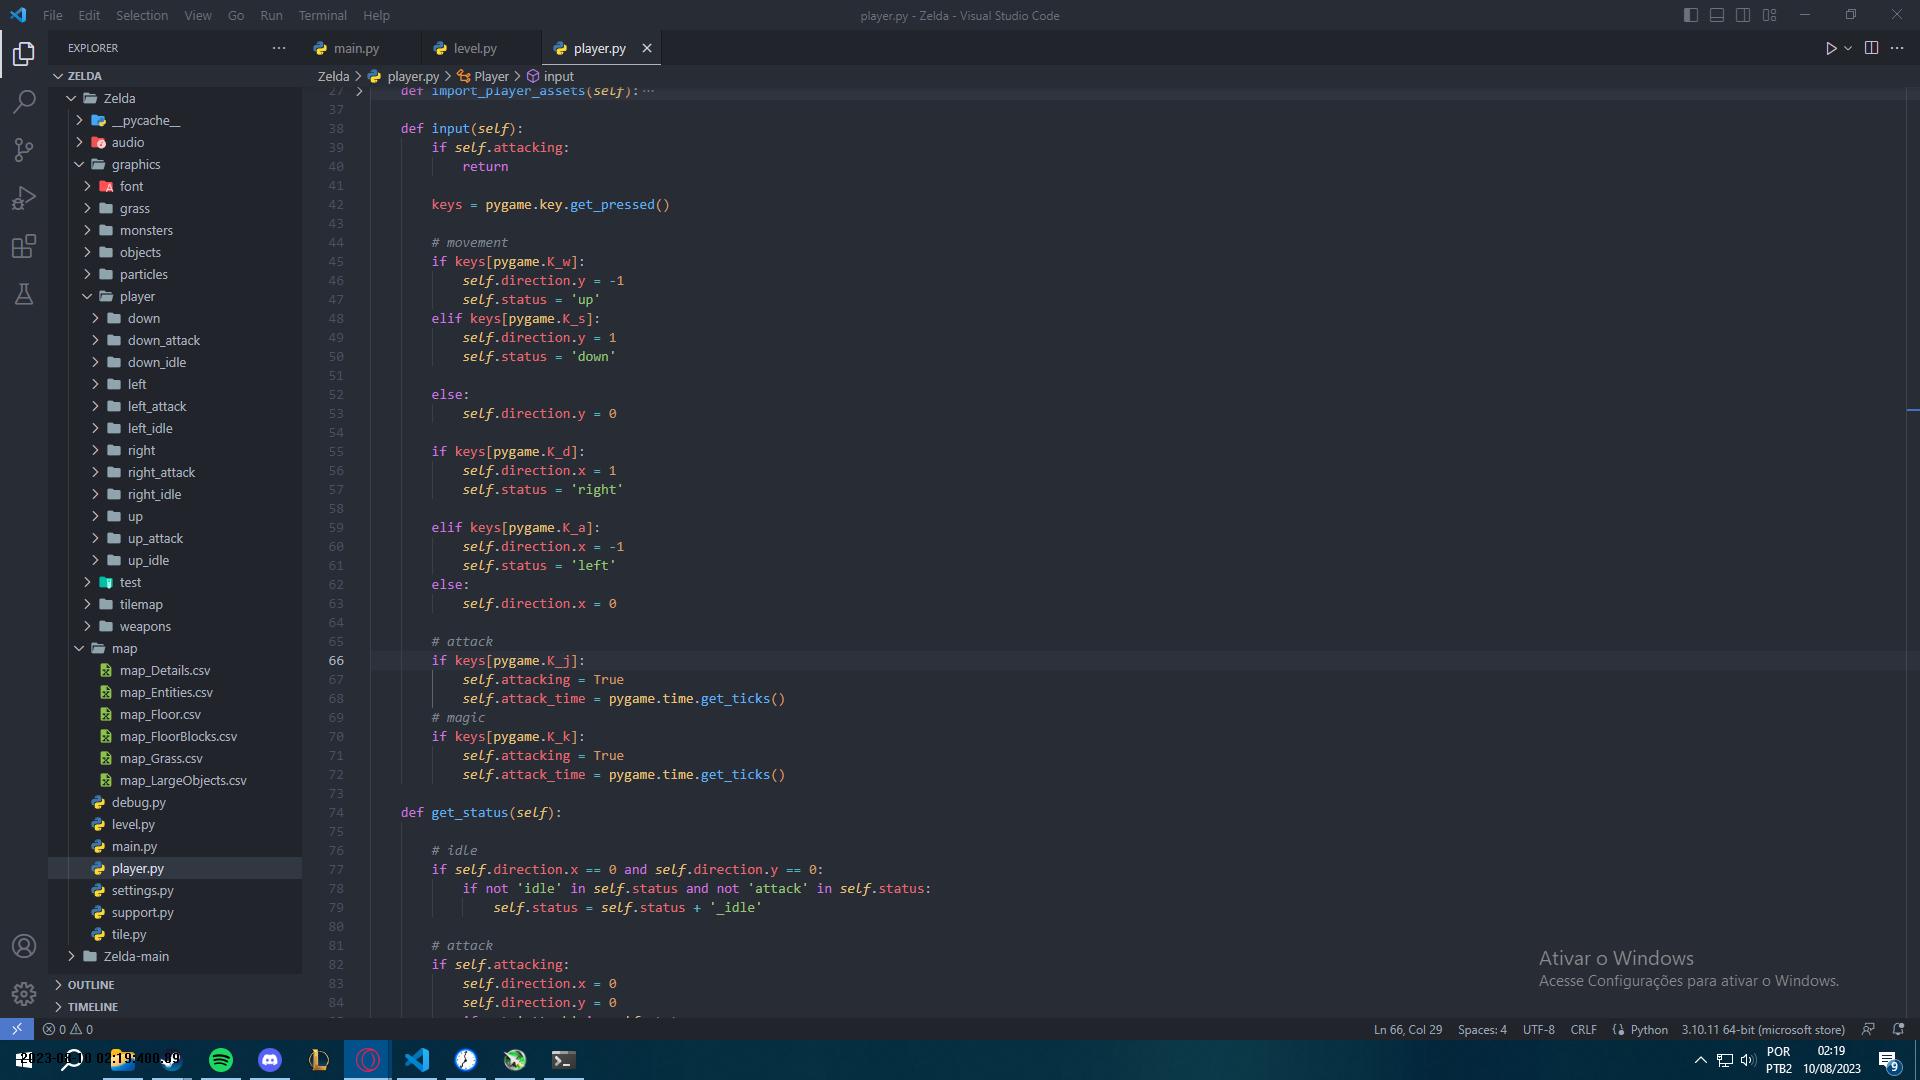 File Edit Selection View Go Run Terminal Help
player.py - Zelda - Visual Studio Code
EXPLORER
main.py
level.py
player.py
ZELDA
Zelda
__pycache__
audio
graphics
font
grass
monsters
objects
particles
player
down
down_attack
down_idle
left
left_attack
left_idle
right
right_attack
right_idle
up
up_attack
up_idle
test
tilemap
weapons
map
map_Details.csv
map_Entities.csv
map_Floor.csv
map_FloorBlocks.csv
map_Grass.csv
map_LargeObjects.csv
debug.py
level.py
main.py
player.py
settings.py
support.py
tile.py
Zelda-main
OUTLINE
TIMELINE
Zelda > player.py > Player > input
27 def import_player_assets(self): ···
37
38 def input(self):
39 if self.attacking:
40 return
41
42 keys = pygame.key.get_pressed()
43
44 # movement
45 if keys[pygame.K_w]:
46 self.direction.y = -1
47 self.status = 'up'
48 elif keys[pygame.K_s]:
49 self.direction.y = 1
50 self.status = 'down'
51
52 else:
53 self.direction.y = 0
54
55 if keys[pygame.K_d]:
56 self.direction.x = 1
57 self.status = 'right'
58
59 elif keys[pygame.K_a]:
60 self.direction.x = -1
61 self.status = 'left'
62 else:
63 self.direction.x = 0
64
65 # attack
66 if keys[pygame.K_j]:
67 self.attacking = True
68 self.attack_time = pygame.time.get_ticks()
69 # magic
70 if keys[pygame.K_k]:
71 self.attacking = True
72 self.attack_time = pygame.time.get_ticks()
73
74 def get_status(self):
75
76 # idle
77 if self.direction.x == 0 and self.direction.y == 0:
78 if not 'idle' in self.status and not 'attack' in self.status:
79 self.status = self.status + '_idle'
80
81 # attack
82 if self.attacking:
83 self.direction.x = 0
84 self.direction.y = 0
Ativar o Windows
Acesse Configurações para ativar o Windows.
0 0
Ln 66, Col 29 Spaces: 4 UTF-8 CRLF Python 3.10.11 64-bit (microsoft store)
POR
PTB2
02:19
10/08/2023
9